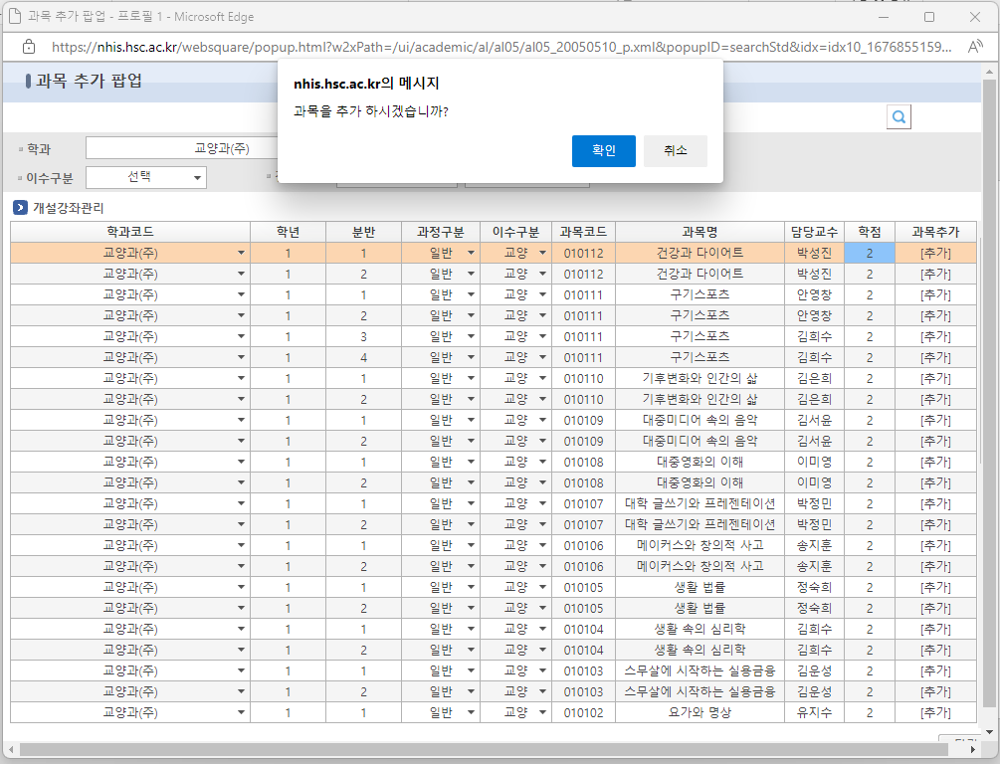 과목 추가 팝업 - 프로필 1 - Microsoft Edge
https://nhis.hsc.ac.kr/websquare/popup.html?w2xPath=/ui/academic/al/al05/al05_20050510_p.xml&popupID=searchStd&idx=idx10_1676855159...
과목 추가 팝업
nhis.hsc.ac.kr의 메시지
과목을 추가 하시겠습니까?
확인 취소
학과 교양과(주)
이수구분 선택
개설강좌관리
학과코드 학년 분반 과정구분 이수구분 과목코드 과목명 담당교수 학점 과목추가
교양과(주) 1 1 일반 교양 010112 건강과 다이어트 박성진 2 [추가]
교양과(주) 1 2 일반 교양 010112 건강과 다이어트 박성진 2 [추가]
교양과(주) 1 1 일반 교양 010111 구기스포츠 안영창 2 [추가]
교양과(주) 1 2 일반 교양 010111 구기스포츠 안영창 2 [추가]
교양과(주) 1 3 일반 교양 010111 구기스포츠 김희수 2 [추가]
교양과(주) 1 4 일반 교양 010111 구기스포츠 김희수 2 [추가]
교양과(주) 1 1 일반 교양 010110 기후변화와 인간의 삶 김은희 2 [추가]
교양과(주) 1 2 일반 교양 010110 기후변화와 인간의 삶 김은희 2 [추가]
교양과(주) 1 1 일반 교양 010109 대중미디어 속의 음악 김서윤 2 [추가]
교양과(주) 1 2 일반 교양 010109 대중미디어 속의 음악 김서윤 2 [추가]
교양과(주) 1 1 일반 교양 010108 대중영화의 이해 이미영 2 [추가]
교양과(주) 1 2 일반 교양 010108 대중영화의 이해 이미영 2 [추가]
교양과(주) 1 1 일반 교양 010107 대학 글쓰기와 프레젠테이션 박정민 2 [추가]
교양과(주) 1 2 일반 교양 010107 대학 글쓰기와 프레젠테이션 박정민 2 [추가]
교양과(주) 1 1 일반 교양 010106 메이커스와 창의적 사고 송지훈 2 [추가]
교양과(주) 1 2 일반 교양 010106 메이커스와 창의적 사고 송지훈 2 [추가]
교양과(주) 1 1 일반 교양 010105 생활 법률 정숙희 2 [추가]
교양과(주) 1 2 일반 교양 010105 생활 법률 정숙희 2 [추가]
교양과(주) 1 1 일반 교양 010104 생활 속의 심리학 김희수 2 [추가]
교양과(주) 1 2 일반 교양 010104 생활 속의 심리학 김희수 2 [추가]
교양과(주) 1 1 일반 교양 010103 스무살에 시작하는 실용금융 김운성 2 [추가]
교양과(주) 1 2 일반 교양 010103 스무살에 시작하는 실용금융 김운성 2 [추가]
교양과(주) 1 1 일반 교양 010102 요가와 명상 유지수 2 [추가]